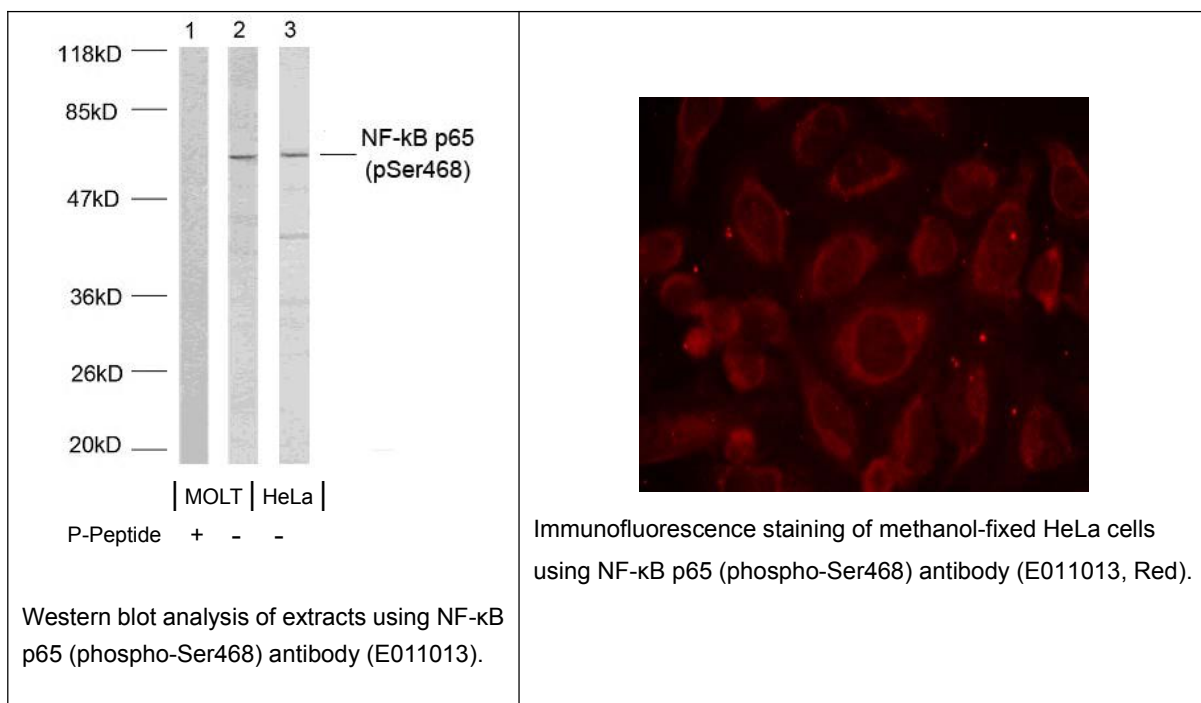 1 2 3
118kD
85kD
NF-kB p65
(pSer468)
47kD
36kD
26kD
20kD
| MOLT | HeLa |
P-Peptide + - -
Western blot analysis of extracts using NF-κB
p65 (phospho-Ser468) antibody (E011013).
Immunofluorescence staining of methanol-fixed HeLa cells
using NF-κB p65 (phospho-Ser468) antibody (E011013, Red).